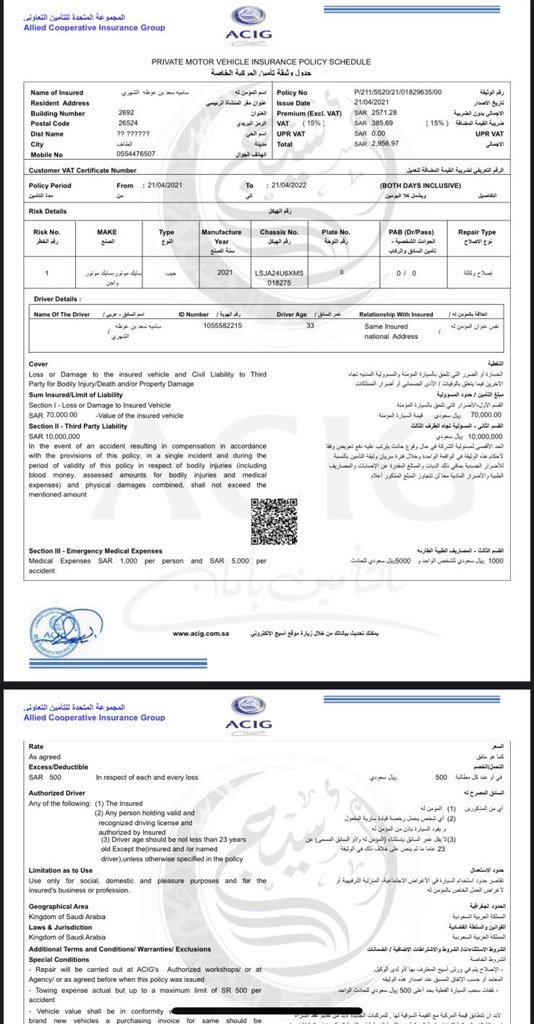 المجموعة المتحدة للتأمين التعاونى
Allied Cooperative Insurance Group
ACIG
PRIVATE MOTOR VEHICLE INSURANCE POLICY SCHEDULE
جدول وثيقة تأمين المركبة الخاصة
Name of Insured ساميه سعد بن عوظه الشهري اسم المؤمن له
Resident Address عنوان مقر المنشاة الرئيسي
Building Number 2692 العنوان
Postal Code 26524 الرمز البريدي
Dist Name ?? ?????? اسم الحي
City الطائف مدينة
Mobile No 0554476507 الهاتف الجوال
Policy No P/211/5520/21/01829635/00 رقم الوثيقة
Issue Date 21/04/2021 تاريخ الاصدار
Premium (Excl. VAT) SAR 2571.28 الاجمالي بدون الضريبة
VAT (15%) SAR 385.69 (15%) ضريبة القيمة المضافة
UPR VAT SAR 0.00 UPR VAT
Total SAR 2,956.97 الاجمالي
Customer VAT Certificate Number الرقم التعريفي لضريبة القيمة المضافة للعميل
Policy Period From : 21/04/2021 To : 21/04/2022 (BOTH DAYS INCLUSIVE)
مدة التامين من إلى ويشمل كلا اليومين التفاصيل
Risk Details رقم الهيكل
Risk No. MAKE Type Manufacture Year Chassis No. Plate No. PAB (Dr/Pass) Repair Type
رقم الخطر الصنع النوع سنة الصنع رقم الهيكل رقم اللوحة الحوادث الشخصية - تأمين السائق والركاب نوع الاصلاح
1 سايك موتور-سايك موتور واجن جيب 2021 LSJA24U6XMS018275 0 0 / 0 إصلاح وكالة
Driver Details :
Name Of The Driver اسم السائق - عربي / ID Number رقم الهوية / Driver Age عمر السائق / Relationship With Insured العلاقة بالمؤمن له /
ساميه سعد بن عوظه الشهري / 1055582215 33 Same Insured national Address نفس عنوان المؤمن له /
Cover التغطية
Loss or Damage to the insured vehicle and Civil Liability to Third
Party for Bodily Injury/Death and/or Property Damage
الخسارة أو الضرر التي تلحق بالسيارة المؤمنة والمسؤولية المدنيه تجاه
الاخرين فيما يتعلق بالوفيات / الأذى الجسماني أو أضرار الممتلكات
Sum Insured/Limit of Liability مبلغ التأمين / حدود المسؤولية
Section I - Loss or Damage to Insured Vehicle القسم الأول-الأضرار التي تلحق بالسيارة المؤمنة
SAR 70,000.00 -Value of the insured vehicle 70,000.00 ريال سعودي قيمة السيارة المؤمنة
Section II - Third Party Liability القسم الثاني - المسؤلية تجاه الطرف الثالث
SAR 10,000,000 10,000,000 ريال سعودي
In the event of an accident resulting in compensation in accordance
with the provisions of this policy, in a single incident and during the
period of validity of this policy in respect of bodily injuries (including
blood money, assessed amounts for bodily injuries and medical
expenses) and physical damages combined, shall not exceed the
mentioned amount
الحد الأقصى لمسئولية الشركة في حال وقوع حادث يترتب عليه دفع تعويض وفقا
لأحكام هذه الوثيقة في الواقعة الواحدة وخلال فترة سريان وثيقة التأمين بالنسبة
للأضرار الجسدية بمافي ذلك الديات والمبالغ المقدرة عن الإصابات والمصاريف
الطبية والأضرار المادية معا لن تتجاوز المبلغ المذكور أعلاه
Section III - Emergency Medical Expenses القسم الثالث - المصاريف الطبية الطارئه
Medical Expenses SAR 1,000 per person and SAR 5,000 per
accident
1000 ريال سعودي للشخص الواحد و 5000ريال سعودي للحادث
ACIG
www.acig.com.sa يمكنك تحديث بياناتك من خلال زيارة موقع أسيج الالكتروني
المجموعة المتحدة للتأمين التعاونى
Allied Cooperative Insurance Group
ACIG
Rate السعر
As agreed كما هو متفق
Excess/Deductible التحمل/الخصم
SAR 500 In respect of each and every loss ريال سعودي 500 في او عند كل مطالبة
Authorized Driver السائق المصرح له
Any of the following: (1) The Insured
(2) Any person holding valid and
recognized driving license and
authorized by Insured
(3) Driver age should be not less than 23 years
old Except the(insured and /or named
driver),unless otherwise specified in the policy
أي من المذكورين (1) المؤمن له
(2) أي شخص يحمل رخصة قيادة سارية المفعول
و يقود السيارة بإذن من المؤمن له
(3)لا يقل عمر السائق بإستثناء (المؤمن له و/أو السائق المسمى) عن
23 عاما ما لم ينص على خلاف ذلك في الوثيقة
Limitation as to Use حدود الاستعمال
Use only for social, domestic and pleasure purposes and for the
insured's business or profession.
تقتصر حدود استخدام السيارة في الأغراض الاجتماعية، المنزلية الترفيهية أو
لأغراض العمل الخاص بالمؤمن له
Geographical Area الحدود الجغرافية
Kingdom of Saudi Arabia المملكة العربية السعودية
Laws & Jurisdiction القوانين والسلطة القضائية
Kingdom of Saudi Arabia المملكة العربية السعودية
Additional Terms and Conditions/ Warranties/ Exclusions الشروط الاستثناءات/ الشروط والاشتراطات الإضافية / الضمانات
Special Conditions الشروط الخاصة
- Repair will be carried out at ACIG's Authorized workshops/ or at
Agency/ or as agreed before when this policy was issued
- الإصلاح يتم في ورش أسيج المعترف بها /او لدى الوكيل
المعتمد أو حسب الإتفاق المسبق عند اصدار هذه الوثيقه
- Towing expense actual but up to a maximum limit of SR 500 per
accident
- تفقات سحب السيارة الفعلية بحد أعلى 500 ريال سعودي للحادث الواحد
- Vehicle value shall be in conformity
brand new vehicles a purchasing invoice for same should be